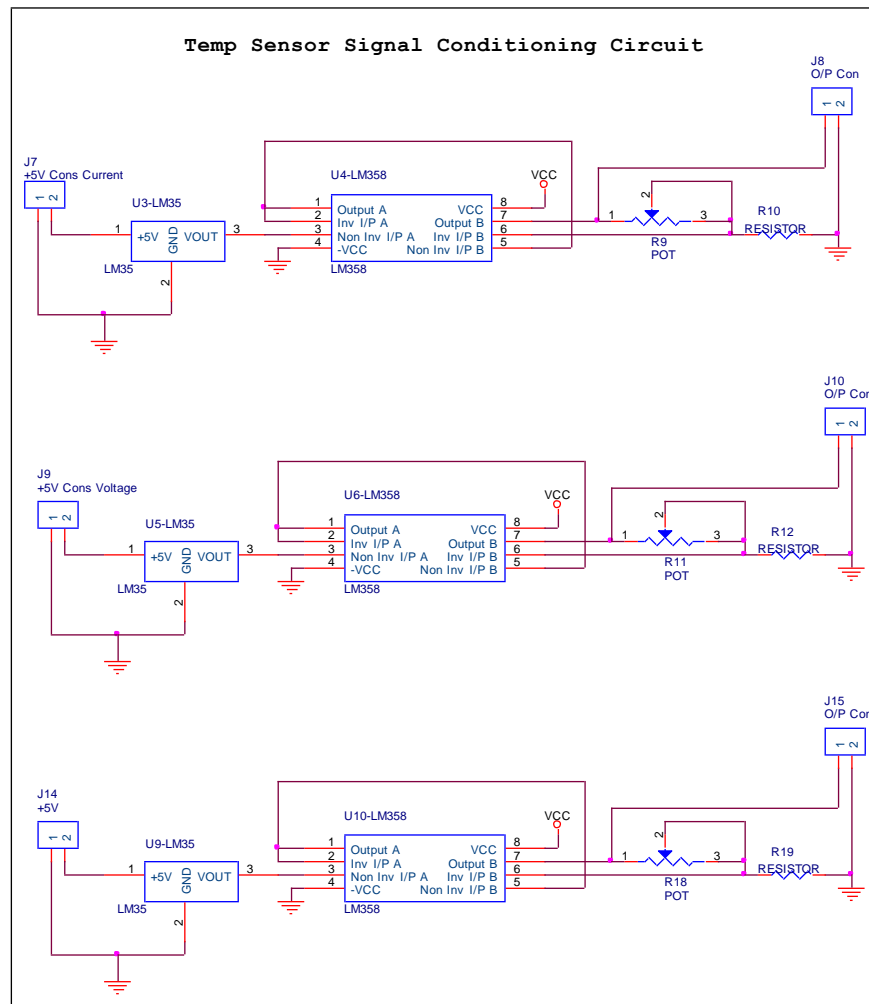 Temp Sensor Signal Conditioning Circuit
J8
O/P Con
1 2
J7
+5V Cons Current
1 2
U3-LM35
1
+5V
GND
VOUT
3
LM35
2
U4-LM358
1
2
3
4
Output A
Inv I/P A
Non Inv I/P A
-VCC
VCC
Output B
Inv I/P B
Non Inv I/P B
8
7
6
5
LM358
VCC
1
2
3
R9
POT
R10
RESISTOR
J10
O/P Con
1 2
J9
+5V Cons Voltage
1 2
U5-LM35
1
+5V
GND
VOUT
3
LM35
2
U6-LM358
1
2
3
4
Output A
Inv I/P A
Non Inv I/P A
-VCC
VCC
Output B
Inv I/P B
Non Inv I/P B
8
7
6
5
LM358
VCC
1
2
3
R11
POT
R12
RESISTOR
J15
O/P Con
1 2
J14
+5V
1 2
U9-LM35
1
+5V
GND
VOUT
3
LM35
2
U10-LM358
1
2
3
4
Output A
Inv I/P A
Non Inv I/P A
-VCC
VCC
Output B
Inv I/P B
Non Inv I/P B
8
7
6
5
LM358
VCC
1
2
3
R18
POT
R19
RESISTOR